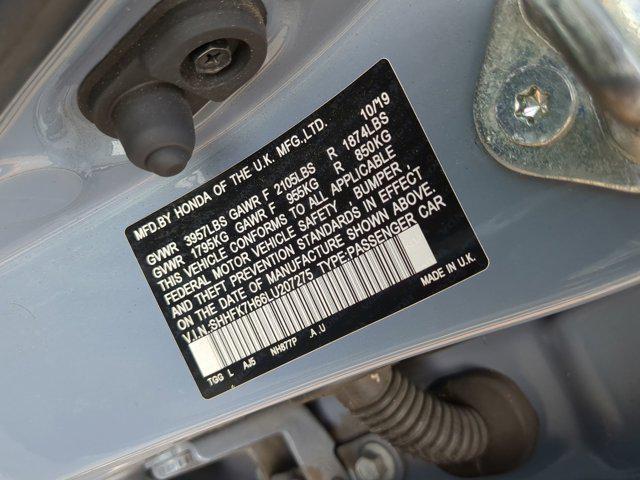 MFD.BY HONDA OF THE U.K. MFG.,LTD. 10/19
GVWR 3957LBS GAWR F 2105LBS R 1874LBS
GVWR 1795KG GAWR F 955KG R 850KG
THIS VEHICLE CONFORMS TO ALL APPLICABLE
FEDERAL MOTOR VEHICLE SAFETY , BUMPER ,
AND THEFT PREVENTION STANDARDS IN EFFECT
ON THE DATE OF MANUFACTURE SHOWN ABOVE.
V.I.N.:SHHFK7H66LU207275 TYPE:PASSENGER CAR
TGG L AJ5 NH877P .A .U MADE IN U.K.